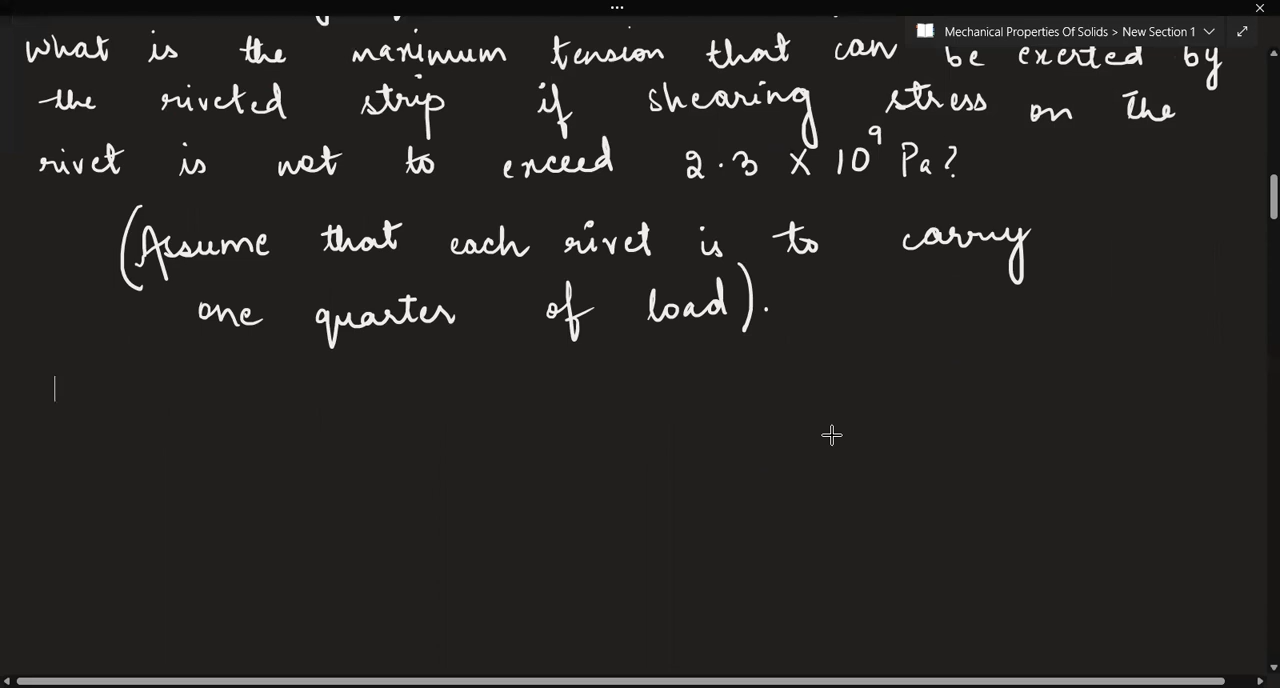 Mechanical Properties Of Solids > New Section 1
What is the maximum tension that can be exerted by
the riveted strip if shearing stress on the
rivet is not to exceed 2.3 × 10⁹ Pa?
(Assume that each rivet is to carry
one quarter of load).